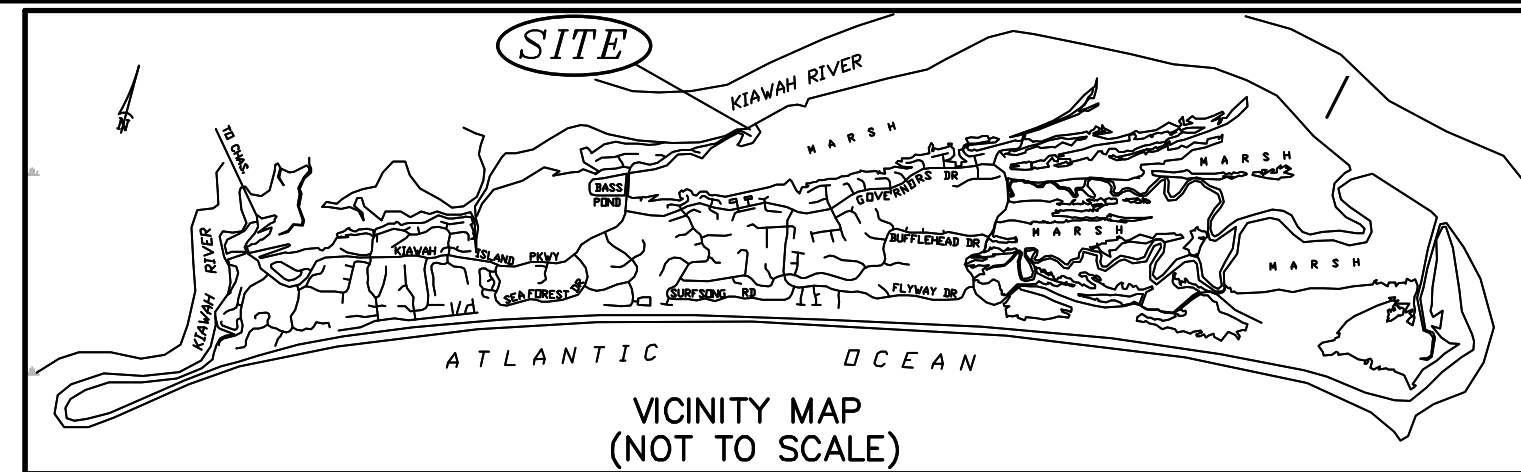 SITE
KIAWAH RIVER
N
TO CHAS.
MARSH
MARSH
BASS
POND
GOVERNORS DR
KIAWAH RIVER
KIAWAH ISLAND PKWY
BUFFLEHEAD DR
MARSH
MARSH
SEA FOREST DR
SURFSONG RD
FLYWAY DR
ATLANTIC OCEAN
VICINITY MAP
(NOT TO SCALE)